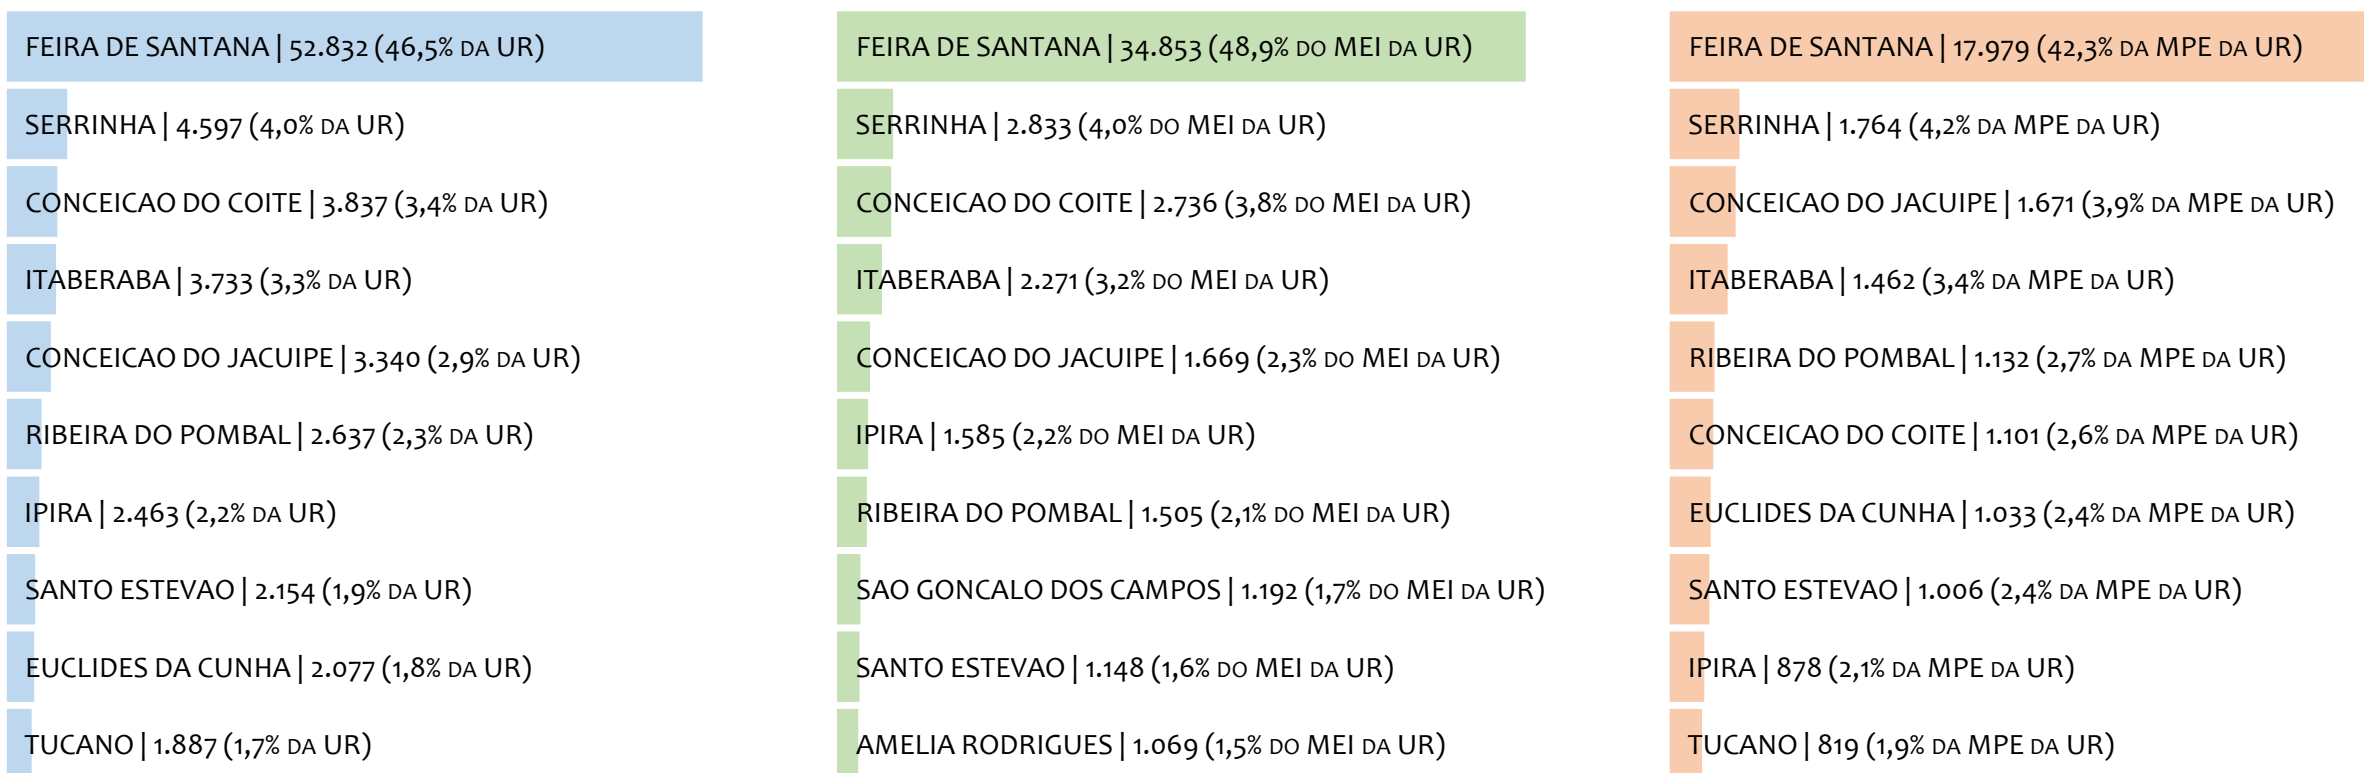 FEIRA DE SANTANA | 52.832 (46,5% DA UR)
SERRINHA | 4.597 (4,0% DA UR)
CONCEICAO DO COITE | 3.837 (3,4% DA UR)
ITABERABA | 3.733 (3,3% DA UR)
CONCEICAO DO JACUIPE | 3.340 (2,9% DA UR)
RIBEIRA DO POMBAL | 2.637 (2,3% DA UR)
IPIRA | 2.463 (2,2% DA UR)
SANTO ESTEVAO | 2.154 (1,9% DA UR)
EUCLIDES DA CUNHA | 2.077 (1,8% DA UR)
TUCANO | 1.887 (1,7% DA UR)
FEIRA DE SANTANA | 34.853 (48,9% DO MEI DA UR)
SERRINHA | 2.833 (4,0% DO MEI DA UR)
CONCEICAO DO COITE | 2.736 (3,8% DO MEI DA UR)
ITABERABA | 2.271 (3,2% DO MEI DA UR)
CONCEICAO DO JACUIPE | 1.669 (2,3% DO MEI DA UR)
IPIRA | 1.585 (2,2% DO MEI DA UR)
RIBEIRA DO POMBAL | 1.505 (2,1% DO MEI DA UR)
SAO GONCALO DOS CAMPOS | 1.192 (1,7% DO MEI DA UR)
SANTO ESTEVAO | 1.148 (1,6% DO MEI DA UR)
AMELIA RODRIGUES | 1.069 (1,5% DO MEI DA UR)
FEIRA DE SANTANA | 17.979 (42,3% DA MPE DA UR)
SERRINHA | 1.764 (4,2% DA MPE DA UR)
CONCEICAO DO JACUIPE | 1.671 (3,9% DA MPE DA UR)
ITABERABA | 1.462 (3,4% DA MPE DA UR)
RIBEIRA DO POMBAL | 1.132 (2,7% DA MPE DA UR)
CONCEICAO DO COITE | 1.101 (2,6% DA MPE DA UR)
EUCLIDES DA CUNHA | 1.033 (2,4% DA MPE DA UR)
SANTO ESTEVAO | 1.006 (2,4% DA MPE DA UR)
IPIRA | 878 (2,1% DA MPE DA UR)
TUCANO | 819 (1,9% DA MPE DA UR)